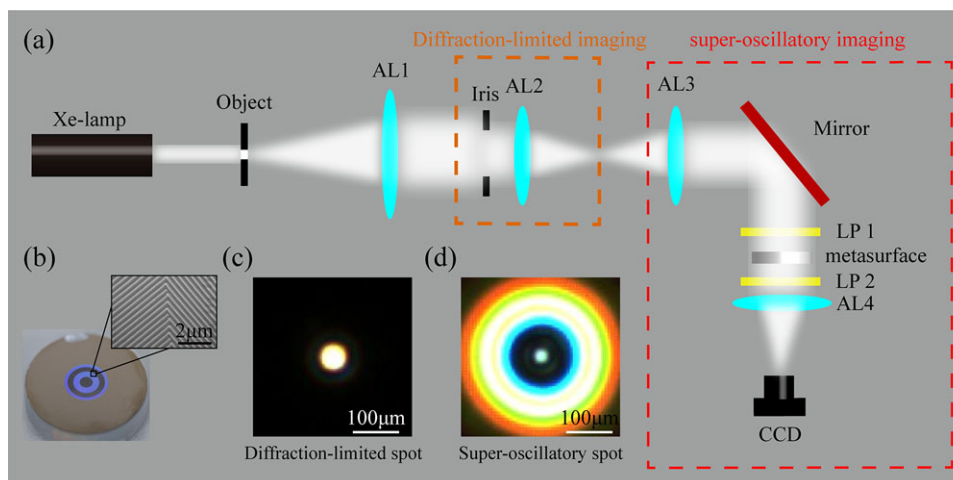 (a)
Diffraction-limited imaging
super-oscillatory imaging
Xe-lamp
Object
AL1
Iris
AL2
AL3
Mirror
LP 1
metasurface
LP 2
AL4
CCD
(b)
2μm
(c)
100μm
Diffraction-limited spot
(d)
100μm
Super-oscillatory spot